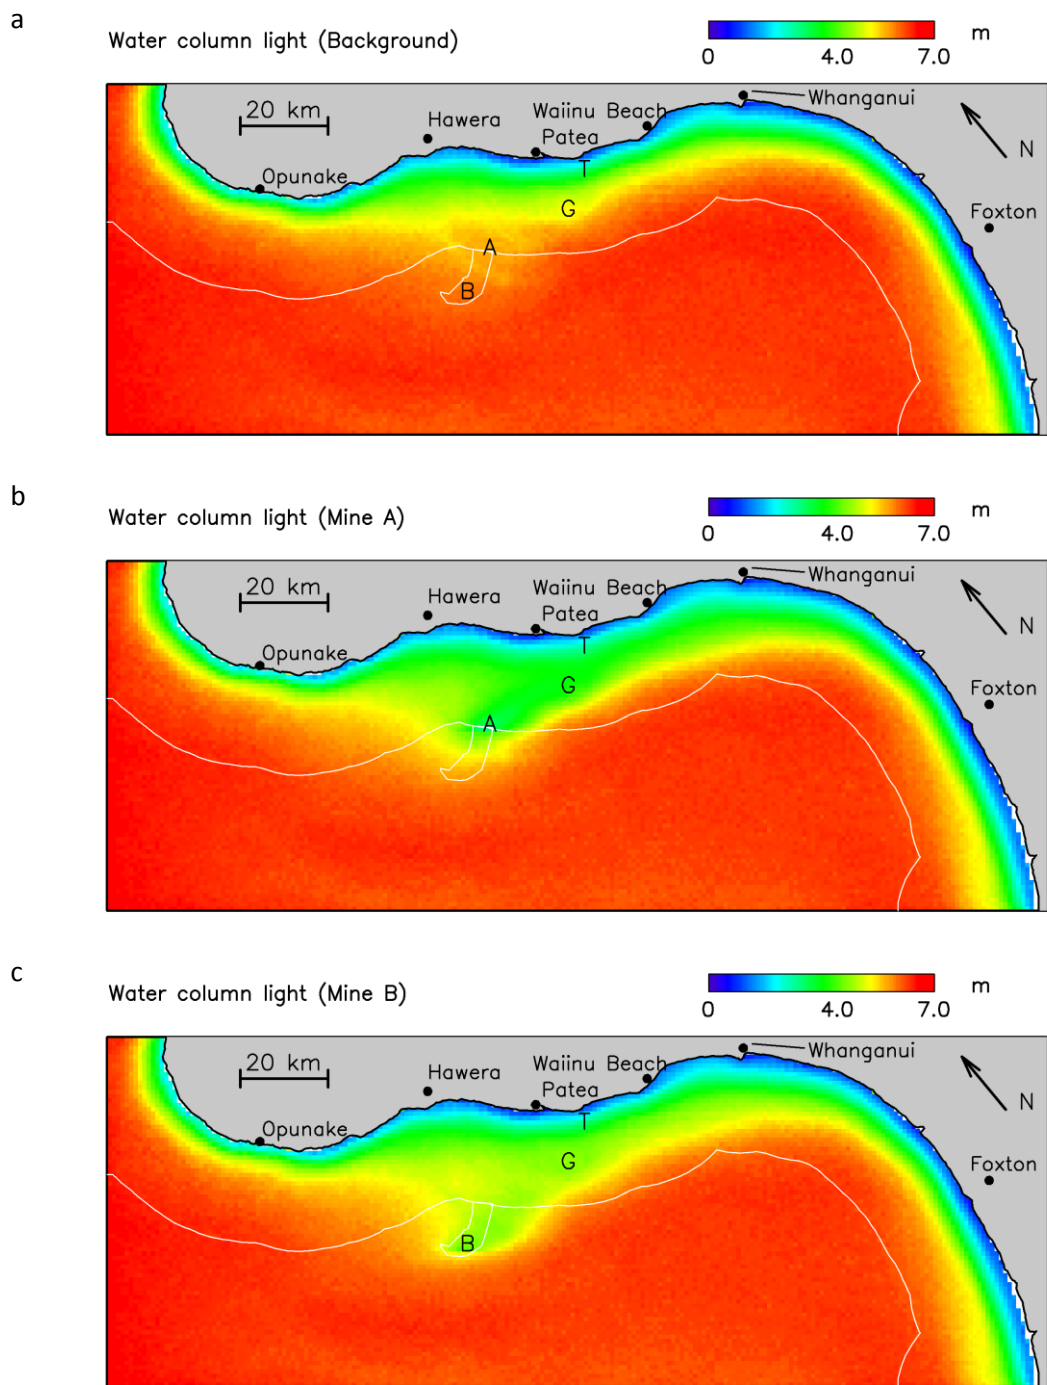 a
Water column light (Background)
m
0 4.0 7.0
Whanganui
20 km
Waiinu Beach
Hawera
Patea
N
T
Opunake
G
Foxton
A
B
b
Water column light (Mine A)
m
0 4.0 7.0
Whanganui
20 km
Waiinu Beach
Hawera
Patea
N
T
Opunake
G
Foxton
A
c
Water column light (Mine B)
m
0 4.0 7.0
Whanganui
20 km
Waiinu Beach
Hawera
Patea
N
T
Opunake
G
Foxton
B